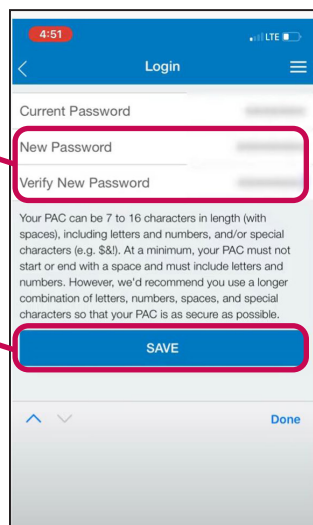 4:51
LTE
Login
Current Password
New Password
Verify New Password
Your PAC can be 7 to 16 characters in length (with
spaces), including letters and numbers, and/or special
characters (e.g. $&!). At a minimum, your PAC must not
start or end with a space and must include letters and
numbers. However, we'd recommend you use a longer
combination of letters, numbers, spaces, and special
characters so that your PAC is as secure as possible.
SAVE
Done